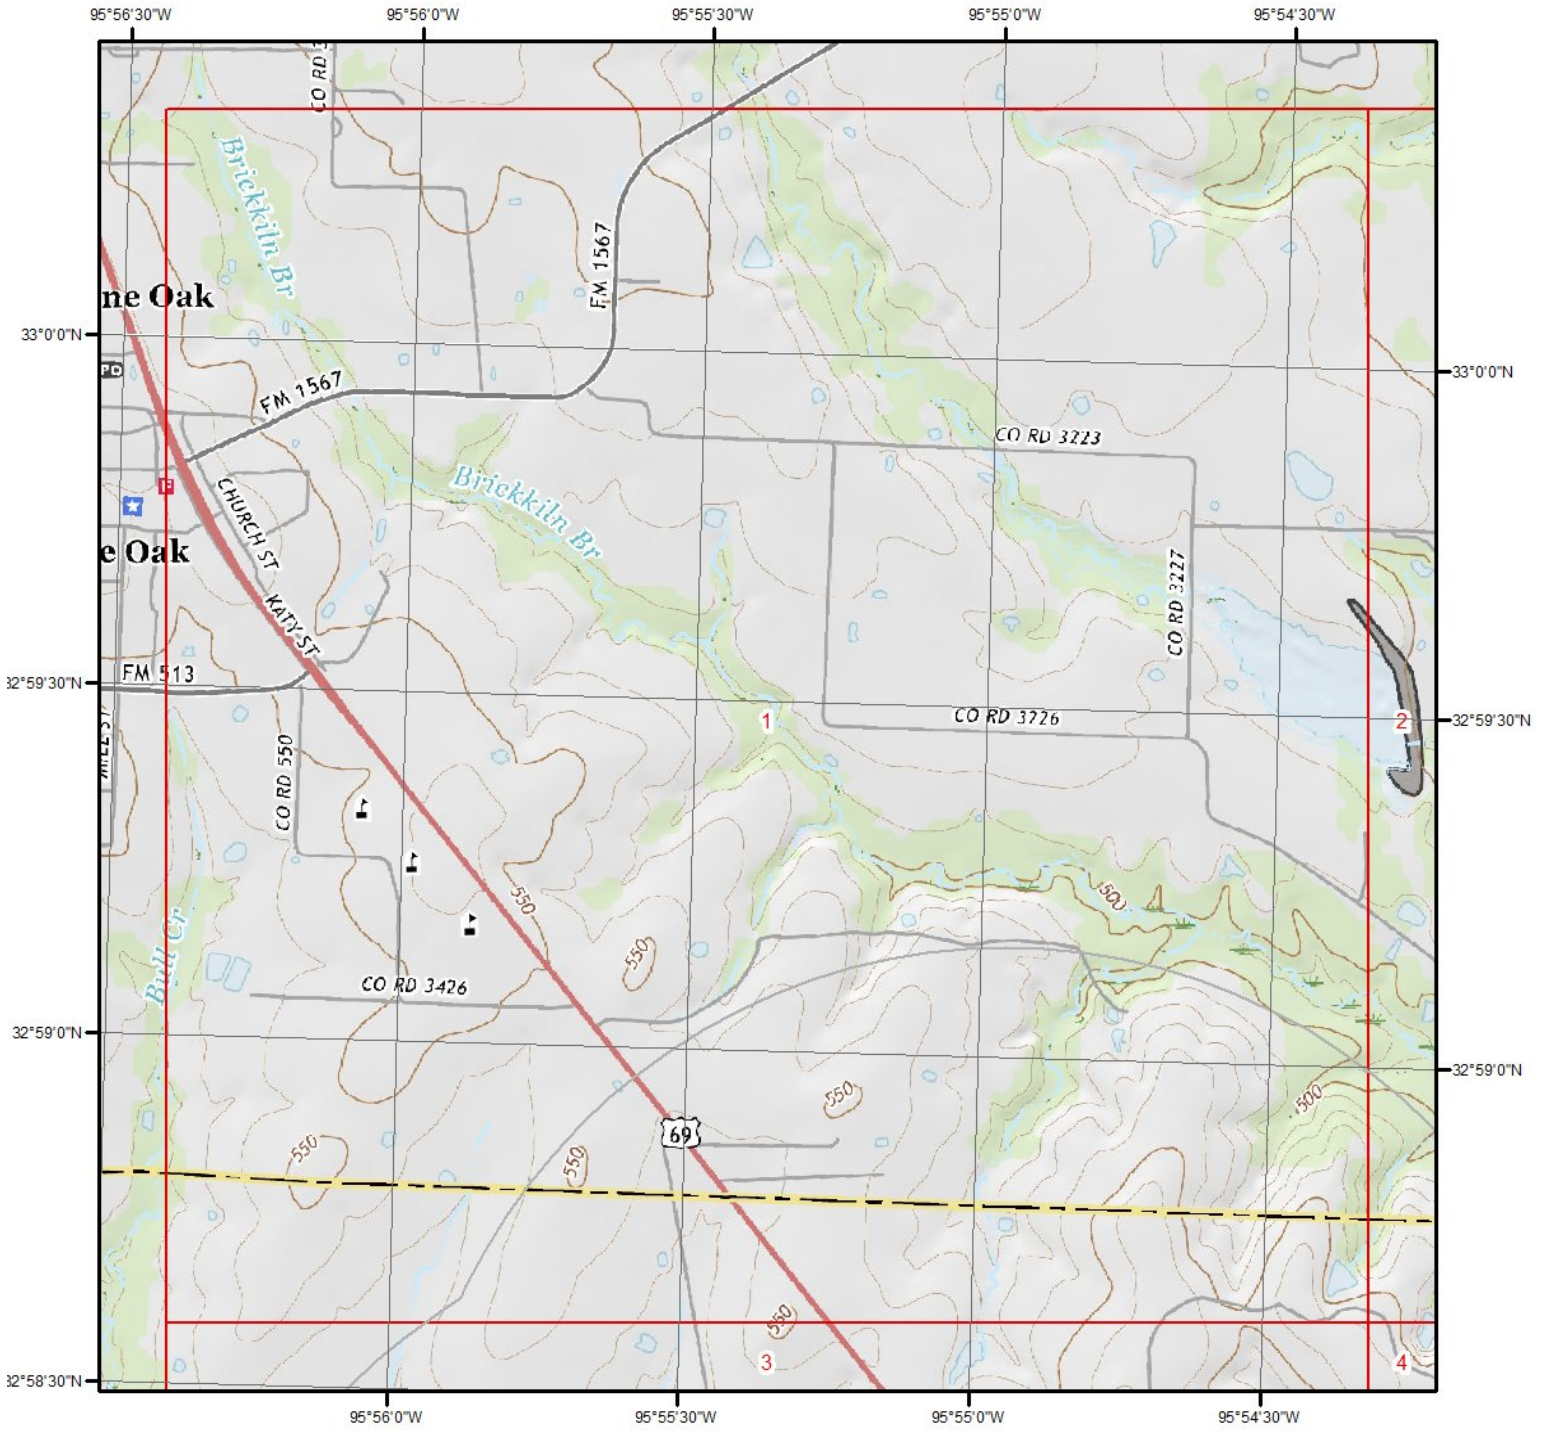 95°56'30"W 95°56'0"W 95°55'30"W 95°55'0"W 95°54'30"W
CO RD 3
Brickkiln Br
FM 1567
ne Oak
33°0'0"N
33°0'0"N
PO
FM 1567
CO RD 3223
Brickkiln Br
F
CHURCH ST
e Oak
CO RD 3227
KATY ST
FM 513
32°59'30"N
1
CO RD 3226
2
32°59'30"N
CO RD 550
550
500
Bull Cr
550
CO RD 3426
32°59'0"N
32°59'0"N
550
500
69
550
550
550
3
4
32°58'30"N
95°56'0"W 95°55'30"W 95°55'0"W 95°54'30"W